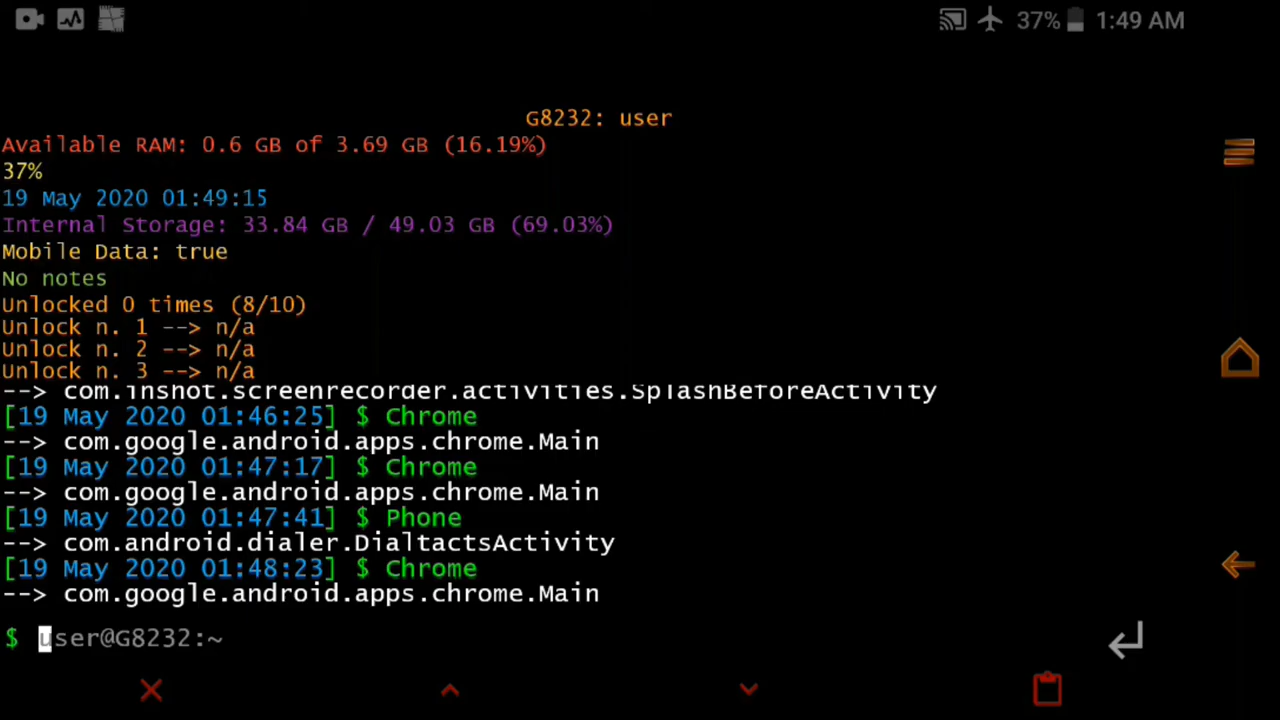 37% 1:49 AM
G8232: user
Available RAM: 0.6 GB of 3.69 GB (16.19%)
37%
19 May 2020 01:49:15
Internal Storage: 33.84 GB / 49.03 GB (69.03%)
Mobile Data: true
No notes
Unlocked 0 times (8/10)
Unlock n. 1 --> n/a
Unlock n. 2 --> n/a
Unlock n. 3 --> n/a
--> com.inshot.screenrecorder.activities.SplashBeforeActivity
[19 May 2020 01:46:25] $ Chrome
--> com.google.android.apps.chrome.Main
[19 May 2020 01:47:17] $ Chrome
--> com.google.android.apps.chrome.Main
[19 May 2020 01:47:41] $ Phone
--> com.android.dialer.DialtactsActivity
[19 May 2020 01:48:23] $ Chrome
--> com.google.android.apps.chrome.Main
$ user@G8232:~